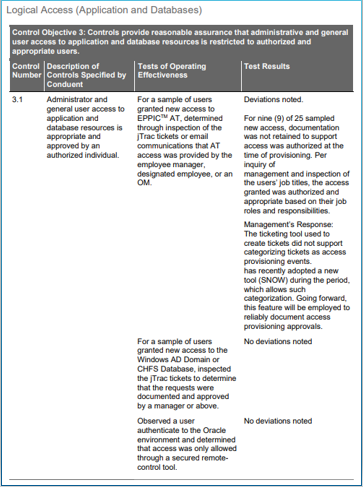 Logical Access (Application and Databases)
Control Objective 3: Controls provide reasonable assurance that administrative and general
user access to application and database resources is restricted to authorized and
appropriate users.
Control
Number
Description of
Controls Specified by
Conduent
Tests of Operating
Effectiveness
Test Results
3.1
Administrator and
general user access to
application and
database resources is
appropriate and
approved by an
authorized individual.
For a sample of users
granted new access to
EPPIC™ AT, determined
through inspection of the
jTrac tickets or email
communications that AT
access was provided by the
employee manager,
designated employee, or an
OM.
Deviations noted.
For nine (9) of 25 sampled
new access, documentation
was not retained to support
access was authorized at the
time of provisioning. Per
inquiry of
management and inspection of
the users' job titles, the access
granted was authorized and
appropriate based on their job
roles and responsibilities.
Management's Response:
The ticketing tool used to
create tickets did not support
categorizing tickets as access
provisioning events.
has recently adopted a new
tool (SNOW) during the period,
which allows such
categorization. Going forward,
this feature will be employed to
reliably document access
provisioning approvals.
For a sample of users
granted new access to the
Windows AD Domain or
CHFS Database, inspected
the jTrac tickets to determine
that the requests were
documented and approved
by a manager or above.
No deviations noted
Observed a user
authenticate to the Oracle
environment and determined
that access was only allowed
through a secured remote-
control tool.
No deviations noted